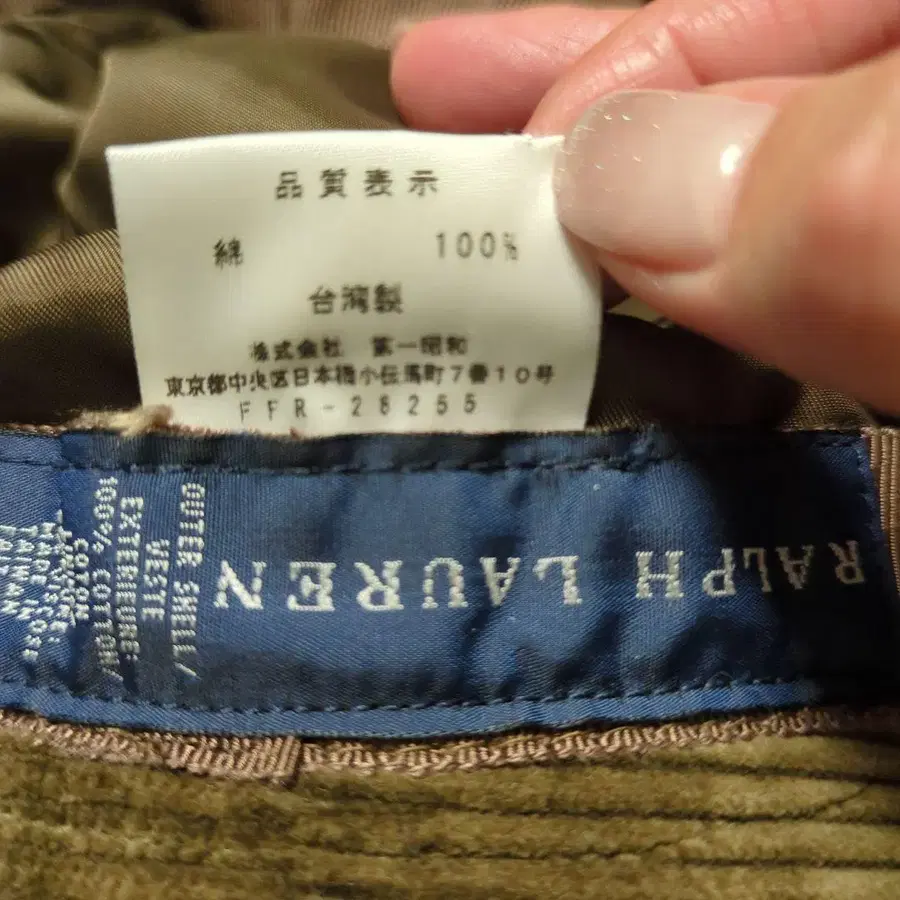 品質表示
綿 100%
台湾製
株式会社 第一昭和
東京都中央区日本橋小伝馬町7番10号
FFR-28255
RALPH LAUREN
OUTER SHELL/
VESTE
EXTERIEURE:
100% COTTON/
COTON